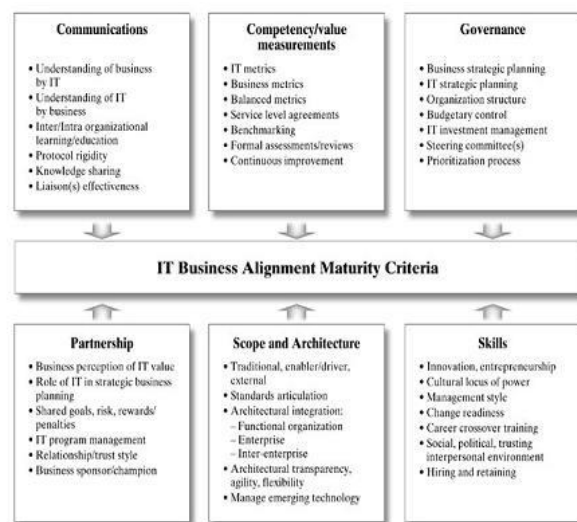 Communications
• Understanding of business
by IT
• Understanding of IT
by business
• Inter/Intra organizational
learning/education
• Protocol rigidity
• Knowledge sharing
• Liaison(s) effectiveness
Competency/value
measurements
• IT metrics
• Business metrics
• Balanced metrics
• Service level agreements
• Benchmarking
• Formal assessments/reviews
• Continuous improvement
Governance
• Business strategic planning
• IT strategic planning
• Organization structure
• Budgetary control
• IT investment management
• Steering committee(s)
• Prioritization process
IT Business Alignment Maturity Criteria
Partnership
• Business perception of IT value
• Role of IT in strategic business
planning
• Shared goals, risk, rewards/
penalties
• IT program management
• Relationship/trust style
• Business sponsor/champion
Scope and Architecture
• Traditional, enabler/driver,
external
• Standards articulation
• Architectural integration:
– Functional organization
– Enterprise
– Inter-enterprise
• Architectural transparency,
agility, flexibility
• Manage emerging technology
Skills
• Innovation, entrepreneurship
• Cultural locus of power
• Management style
• Change readiness
• Career crossover training
• Social, political, trusting
interpersonal environment
• Hiring and retaining